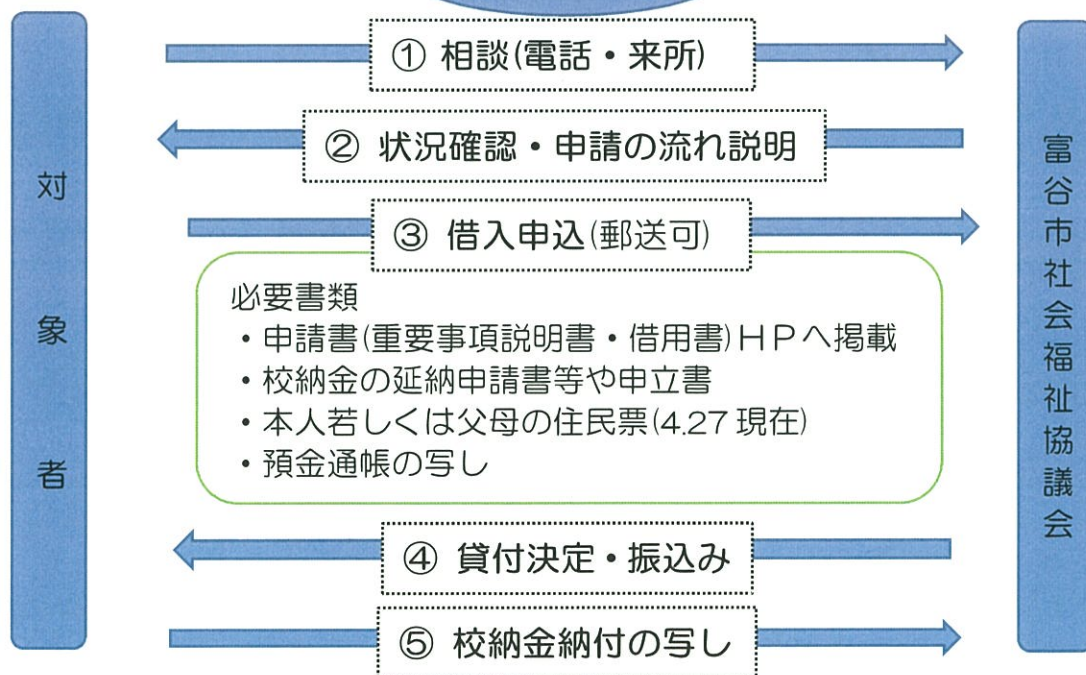 ① 相談(電話・来所)
② 状況確認・申請の流れ説明
対象者
富谷市社会福祉協議会
③ 借入申込(郵送可)
必要書類
・申請書(重要事項説明書・借用書)HPへ掲載
・校納金の延納申請書等や申立書
・本人若しくは父母の住民票(4.27 現在)
・預金通帳の写し
④ 貸付決定・振込み
⑤ 校納金納付の写し